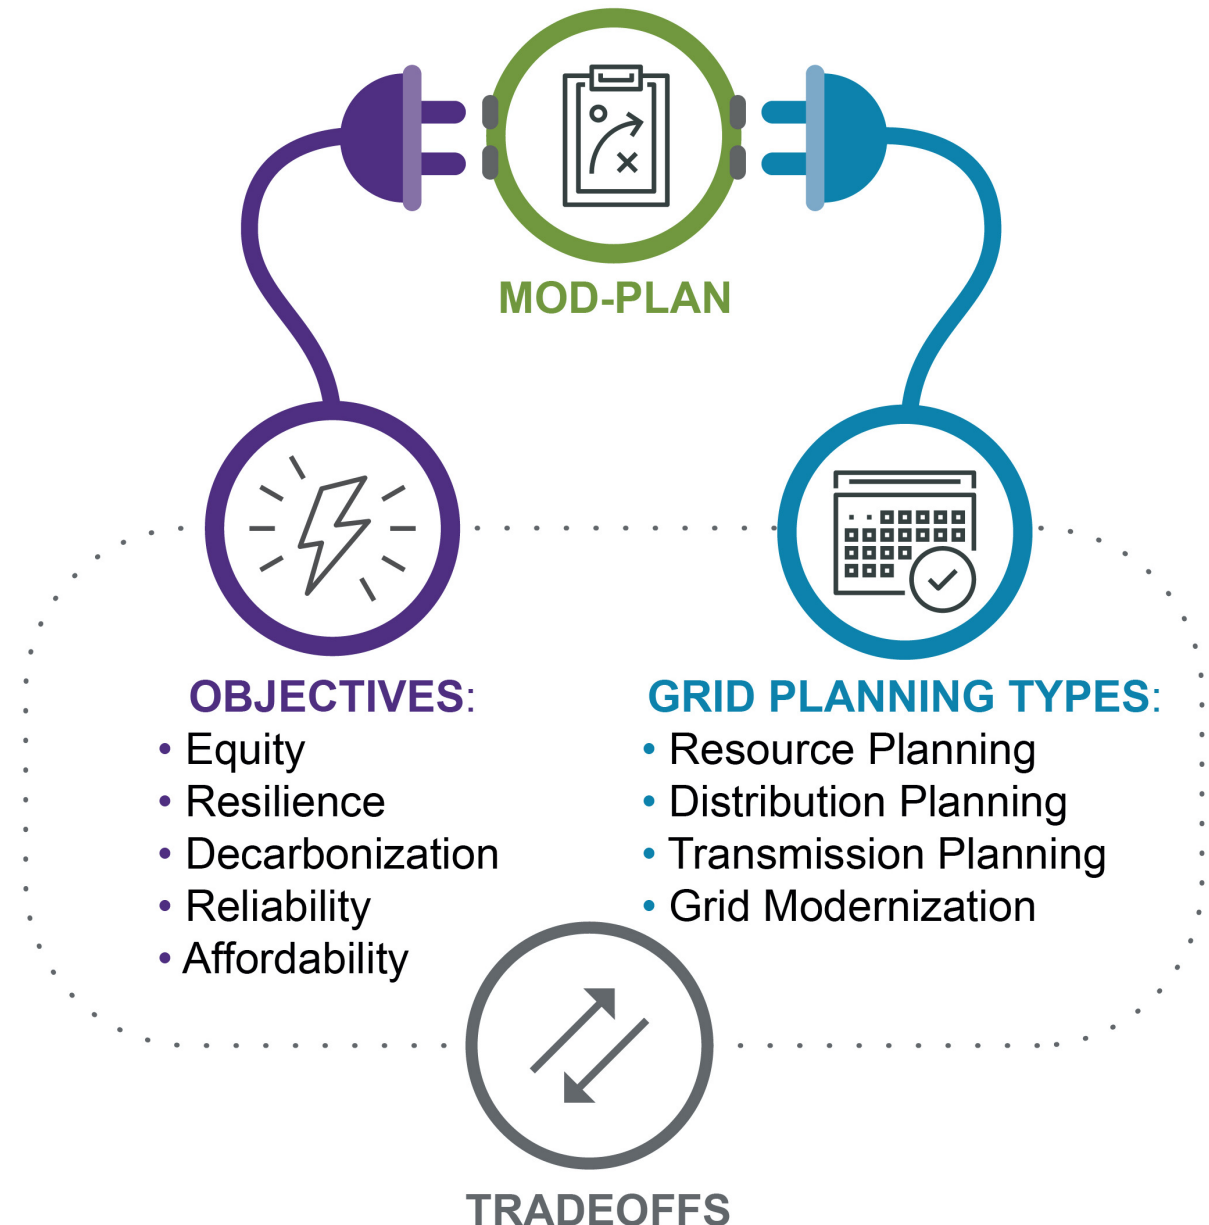 MOD-PLAN
OBJECTIVES:
• Equity
• Resilience
• Decarbonization
• Reliability
• Affordability
GRID PLANNING TYPES:
• Resource Planning
• Distribution Planning
• Transmission Planning
• Grid Modernization
TRADEOFFS